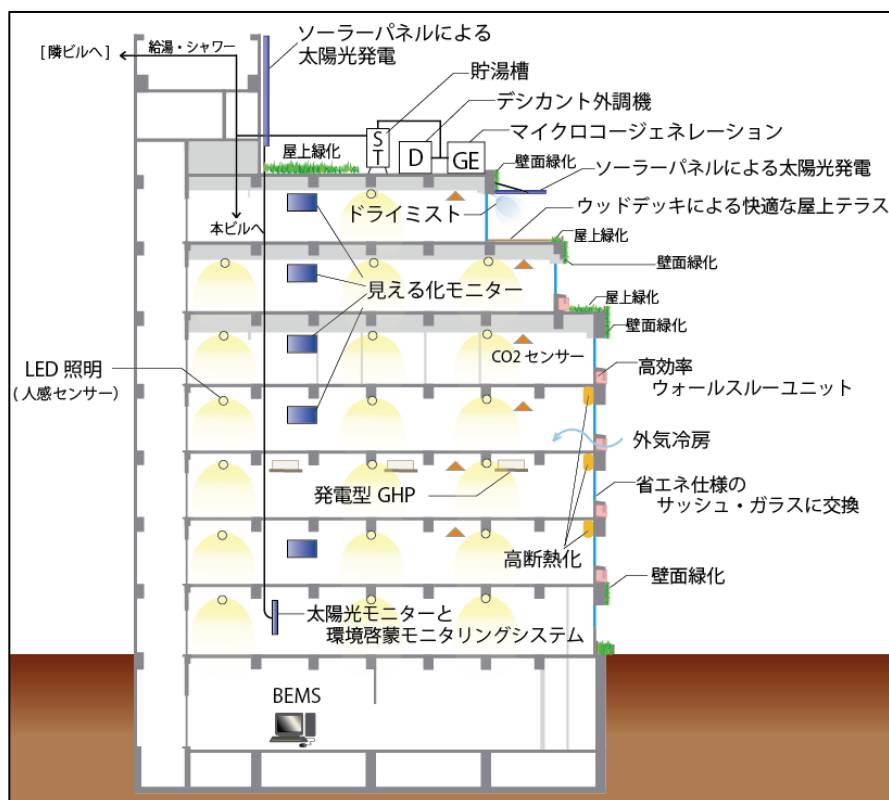 ソーラーパネルによる
太陽光発電
[ 隣ビルへ ]
給湯・シャワー
貯湯槽
デシカント外調機
マイクロコージェネレーション
ST
D
GE
屋上緑化
壁面緑化
ソーラーパネルによる太陽光発電
ドライミスト
ウッドデッキによる快適な屋上テラス
本ビルへ
屋上緑化
壁面緑化
見える化モニター
屋上緑化
壁面緑化
CO2 センサー
LED 照明
( 人感センサー)
高効率
ウォールスルーユニット
外気冷房
発電型 GHP
省エネ仕様の
サッシュ・ガラスに交換
高断熱化
壁面緑化
太陽光モニターと
環境啓蒙モニタリングシステム
BEMS